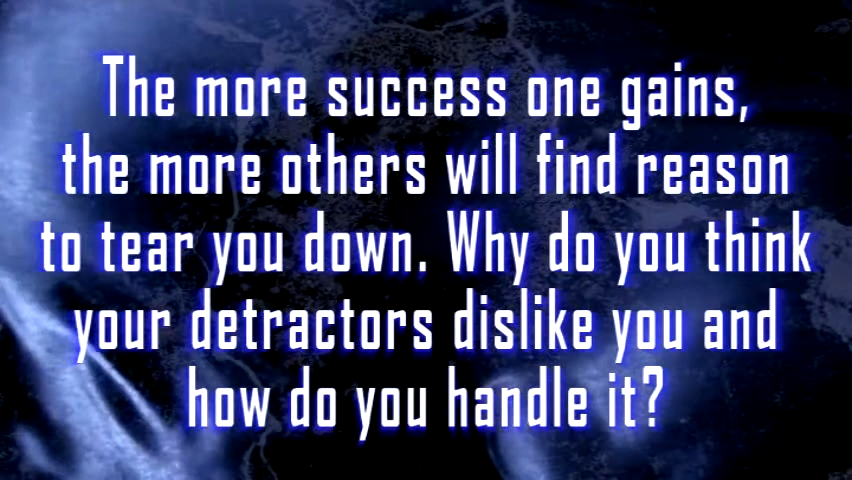 The more success one gains,
the more others will find reason
to tear you down. Why do you think
your detractors dislike you and
how do you handle it?